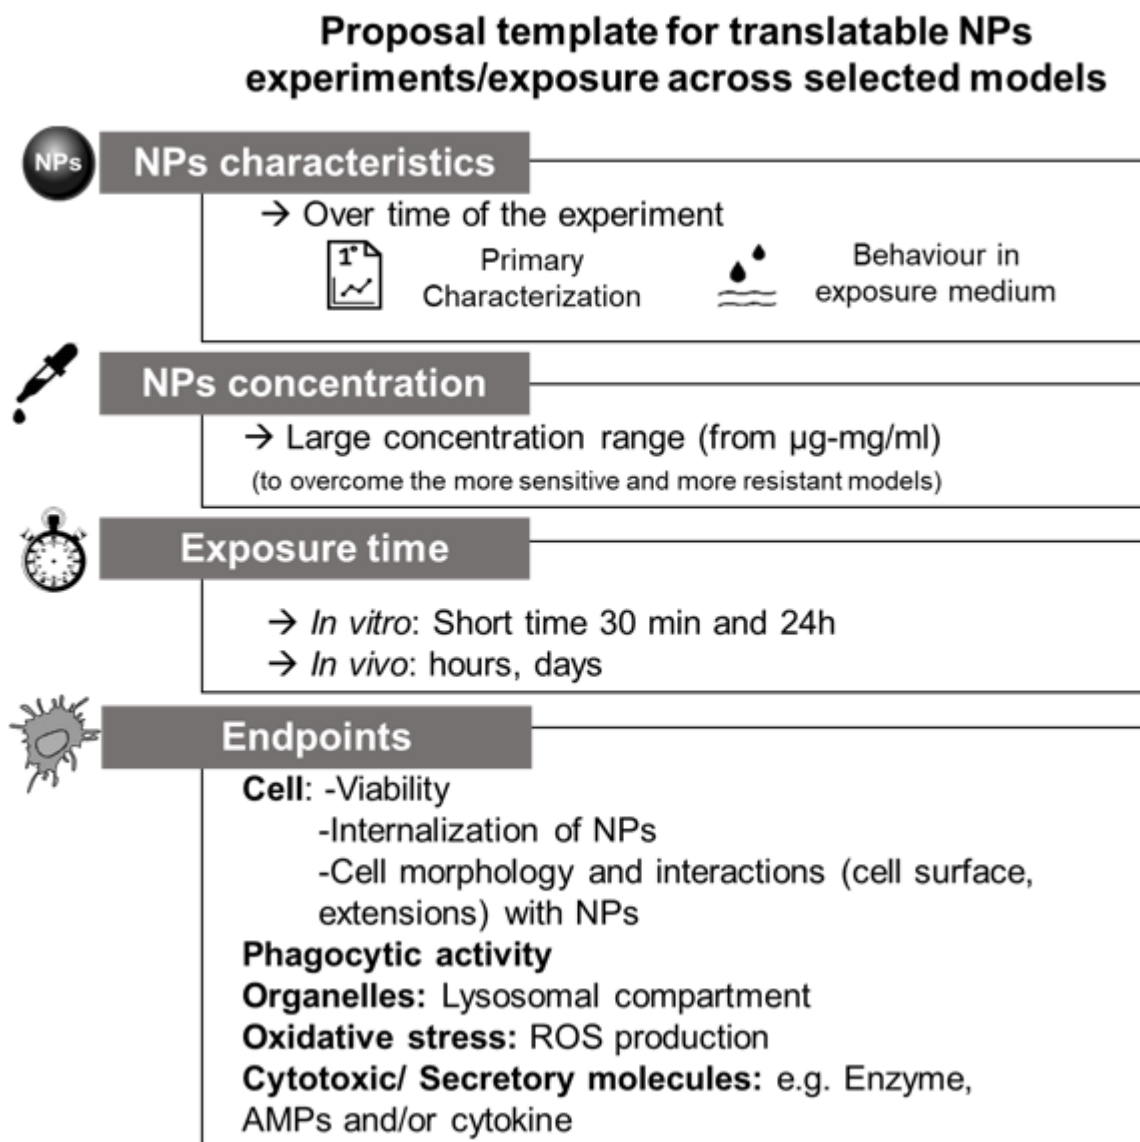 Proposal template for translatable NPs
experiments/exposure across selected models
NPs
NPs characteristics
→ Over time of the experiment
1°
Primary
Characterization
Behaviour in
exposure medium
NPs concentration
→ Large concentration range (from µg-mg/ml)
(to overcome the more sensitive and more resistant models)
Exposure time
→ In vitro: Short time 30 min and 24h
→ In vivo: hours, days
Endpoints
Cell: -Viability
-Internalization of NPs
-Cell morphology and interactions (cell surface,
extensions) with NPs
Phagocytic activity
Organelles: Lysosomal compartment
Oxidative stress: ROS production
Cytotoxic/ Secretory molecules: e.g. Enzyme,
AMPs and/or cytokine